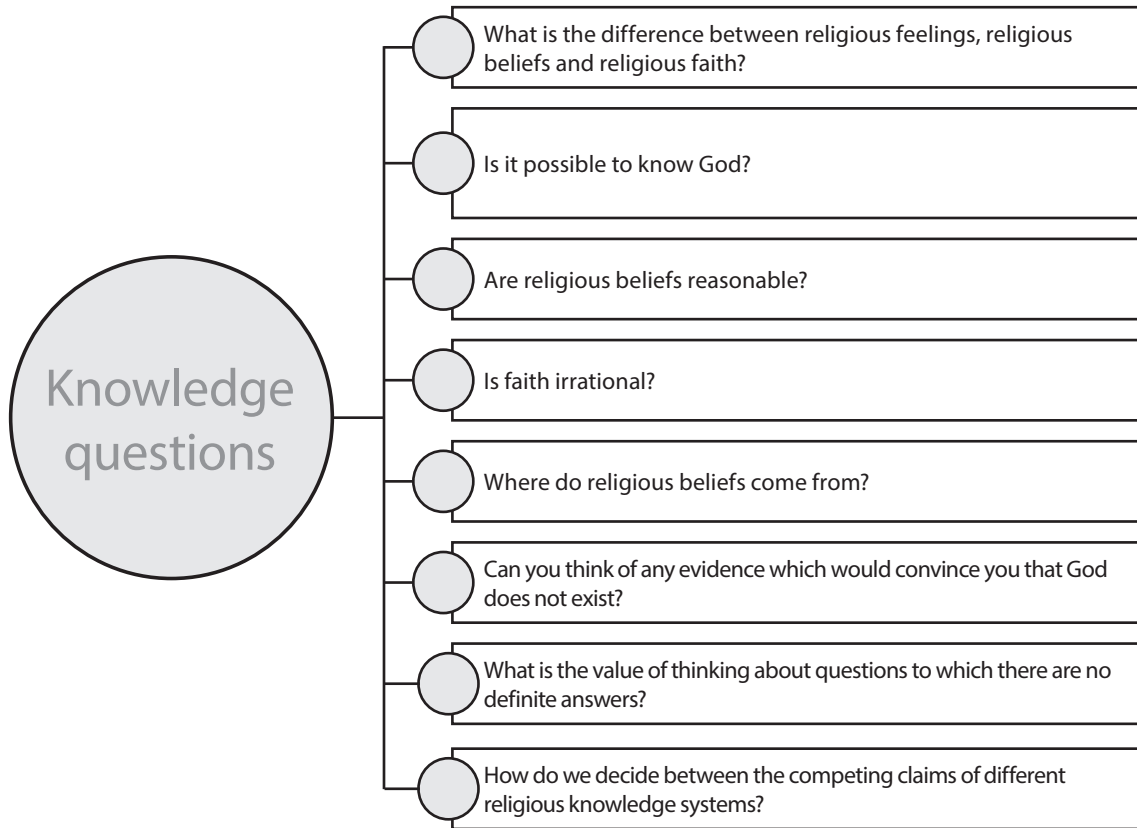 Knowledge
questions
What is the difference between religious feelings, religious
beliefs and religious faith?
Is it possible to know God?
Are religious beliefs reasonable?
Is faith irrational?
Where do religious beliefs come from?
Can you think of any evidence which would convince you that God
does not exist?
What is the value of thinking about questions to which there are no
definite answers?
How do we decide between the competing claims of different
religious knowledge systems?